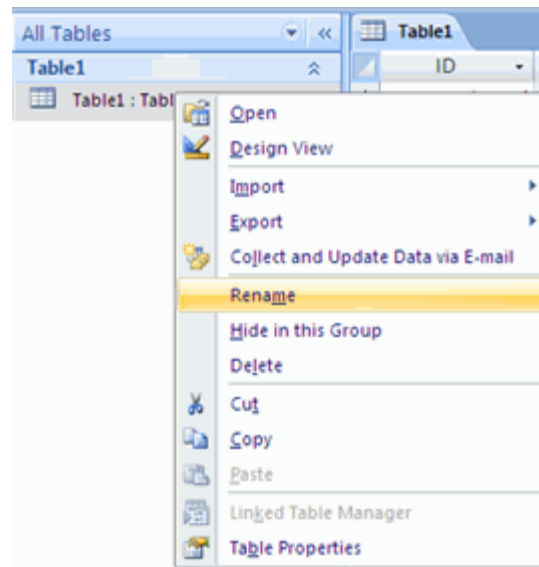 All Tables
Table1
Table1
ID
Table1 : Tabl
Open
Design View
Import
Export
Collect and Update Data via E-mail
Rename
Hide in this Group
Delete
Cut
Copy
Paste
Linked Table Manager
Table Properties